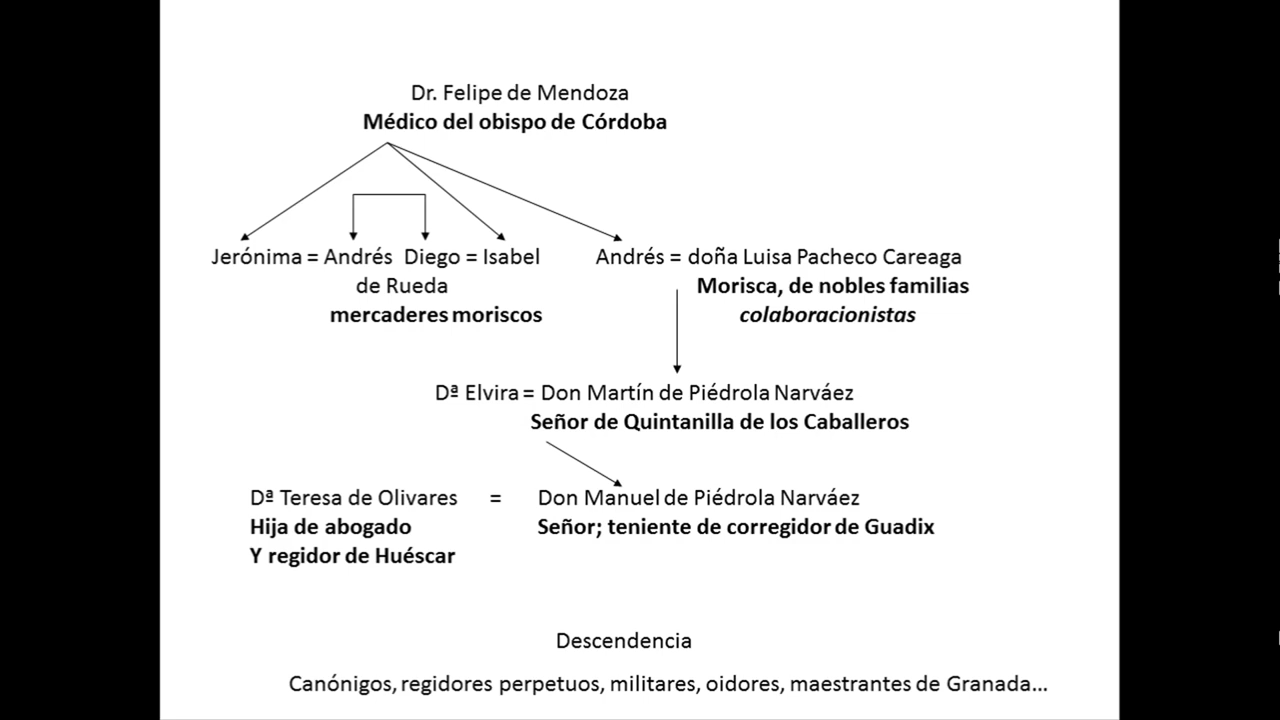 Dr. Felipe de Mendoza
Médico del obispo de Córdoba
Jerónima = Andrés Diego = Isabel
de Rueda
mercaderes moriscos
Andrés = doña Luisa Pacheco Careaga
Morisca, de nobles familias
colaboracionistas
Dª Elvira = Don Martín de Piédrola Narváez
Señor de Quintanilla de los Caballeros
Dª Teresa de Olivares = Don Manuel de Piédrola Narváez
Hija de abogado
Y regidor de Huéscar
Señor; teniente de corregidor de Guadix
Descendencia
Canónigos, regidores perpetuos, militares, oidores, maestrantes de Granada...